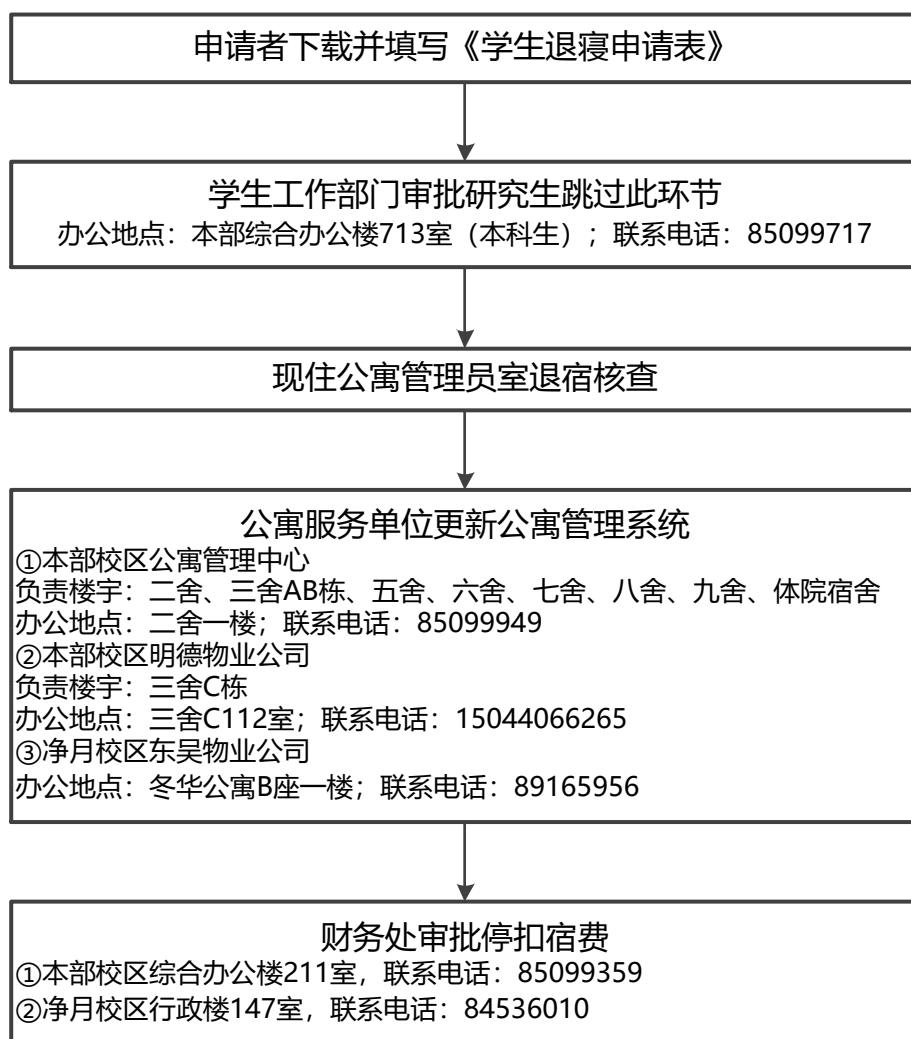 申请者下载并填写《学生退寝申请表》
学生工作部门审批研究生跳过此环节
办公地点：本部综合办公楼713室（本科生）；联系电话：85099717
现住公寓管理员室退宿核查
公寓服务单位更新公寓管理系统
①本部校区公寓管理中心
负责楼宇：二舍、三舍AB栋、五舍、六舍、七舍、八舍、九舍、体院宿舍
办公地点：二舍一楼；联系电话：85099949
②本部校区明德物业公司
负责楼宇：三舍C栋
办公地点：三舍C112室；联系电话：15044066265
③净月校区东吴物业公司
办公地点：冬华公寓B座一楼；联系电话：89165956
财务处审批停扣宿费
①本部校区综合办公楼211室，联系电话：85099359
②净月校区行政楼147室，联系电话：84536010